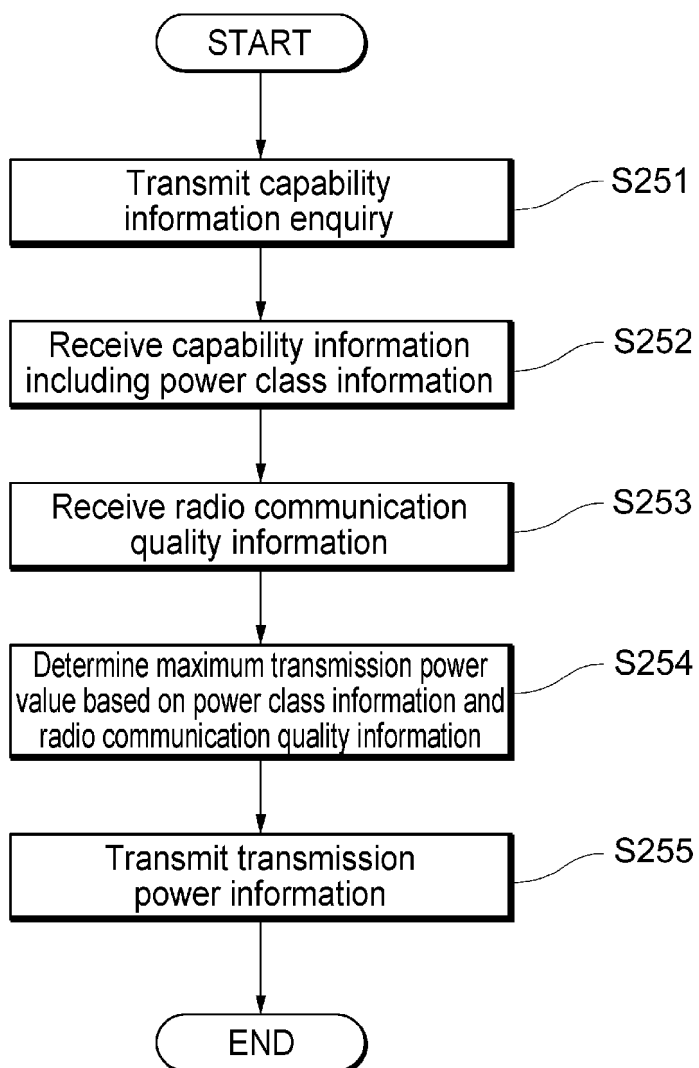 START
Transmit capability
information enquiry
S251
Receive capability information
including power class information
S252
Receive radio communication
quality information
S253
Determine maximum transmission power
value based on power class information and
radio communication quality information
S254
Transmit transmission
power information
S255
END